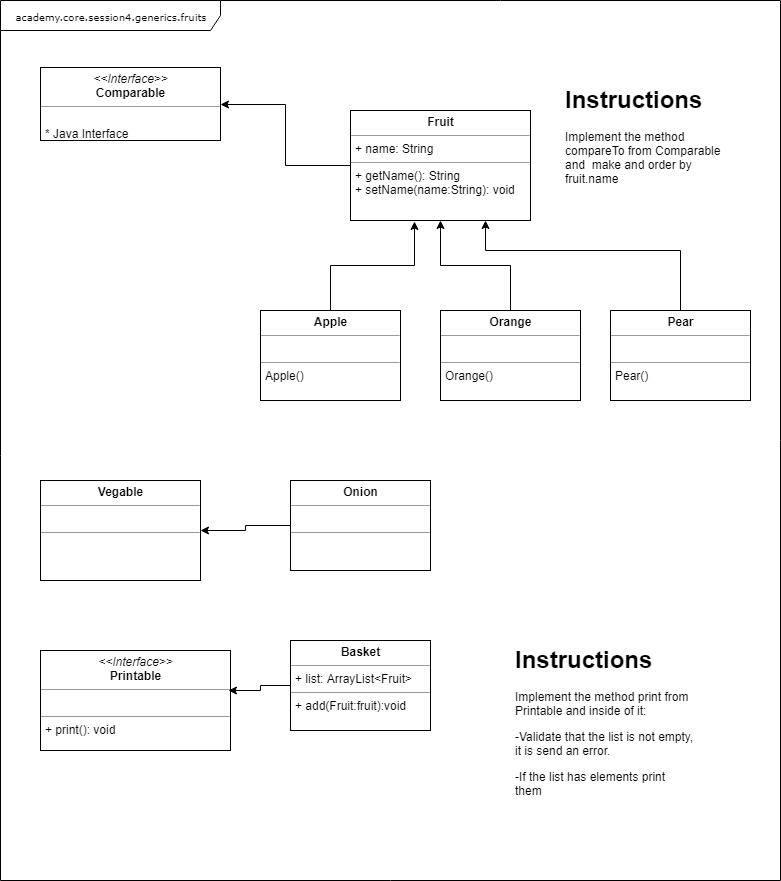 academy.core.session4.generics.fruits
<<Interface>>
Comparable
* Java Interface
Fruit
+ name: String
+ getName(): String
+ setName(name:String): void
Instructions
Implement the method
compareTo from Comparable
and  make and order by
fruit.name
Apple
Apple()
Orange
Orange()
Pear
Pear()
Vegable
Onion
<<Interface>>
Printable
+ print(): void
Basket
+ list: ArrayList<Fruit>
+ add(Fruit:fruit):void
Instructions
Implement the method print from
Printable and inside of it:
-Validate that the list is not empty,
it is send an error.
-If the list has elements print
them